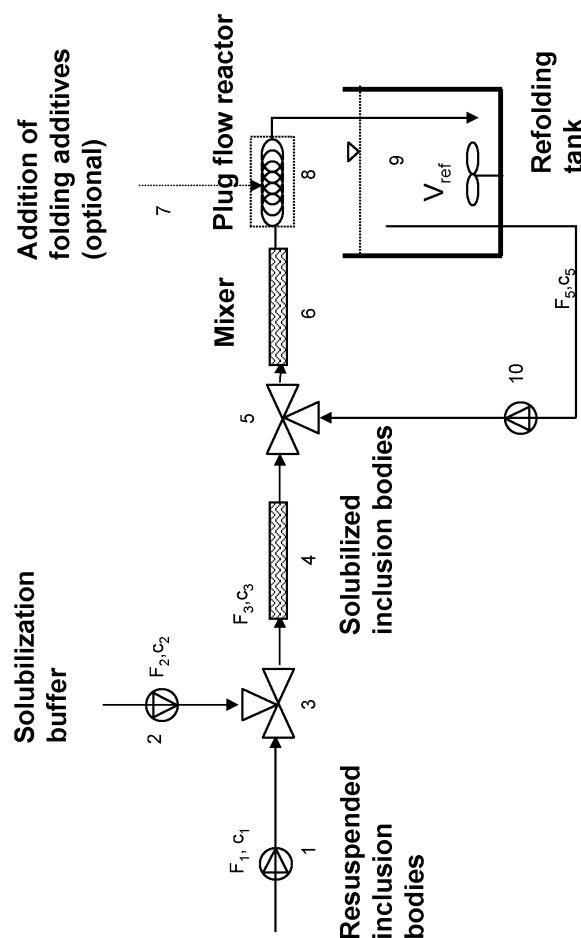 Addition of
folding additives
(optional)
7
Plug flow reactor
8
9
V ref
Refolding
tank
F5,c5
10
Mixer
6
5
Solubilized
inclusion bodies
4
F3,c3
Solubilization
buffer
F2,c2
2
3
F1, c1
1
Resuspended
inclusion
bodies